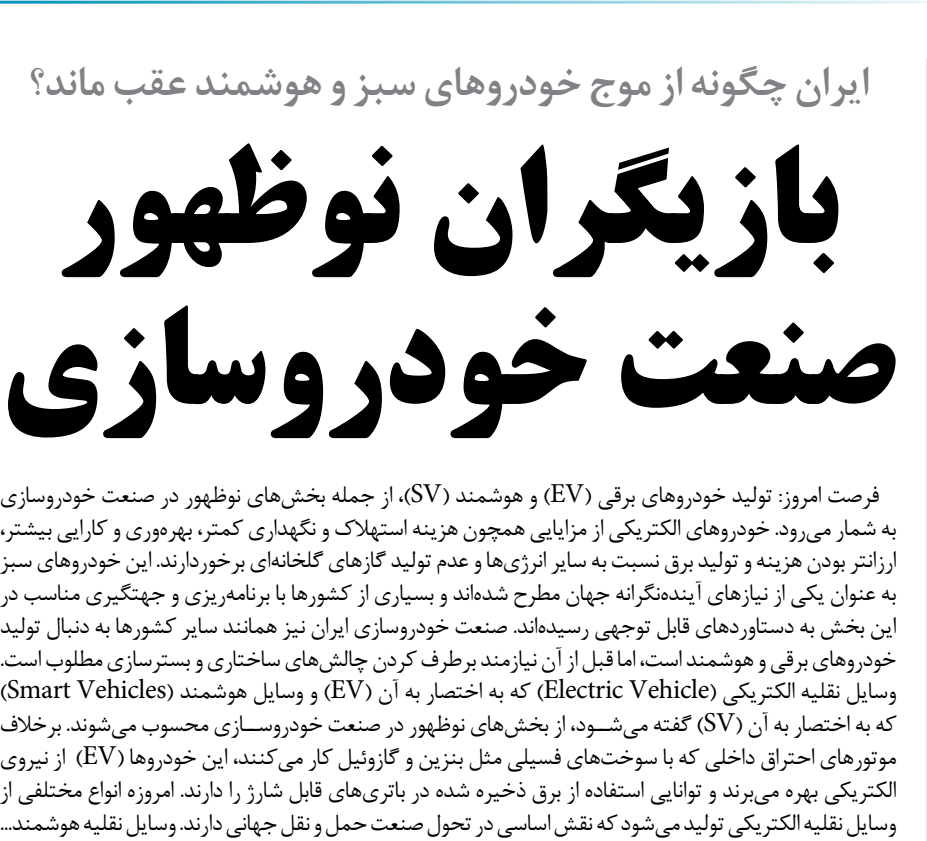 ایران چگونه از موج خودروهای سبز و هوشمند عقب ماند؟
بازیگران نوظهور
صنعت خودروسازی
فرصت امروز: تولید خودروهای برقی (EV) و هوشمند (SV)، از جمله بخش‌های نوظهور در صنعت خودروسازی
به شمار می‌رود. خودروهای الکتریکی از مزایایی همچون هزینه استهلاک و نگهداری کمتر، بهره‌وری و کارایی بیشتر،
ارزانتر بودن هزینه و تولید برق نسبت به سایر انرژی‌ها و عدم تولید گازهای گلخانه‌ای برخوردارند. این خودروهای سبز
به عنوان یکی از نیازهای آینده‌نگرانه جهان مطرح شده‌اند و بسیاری از کشورها با برنامه‌ریزی و جهتگیری مناسب در
این بخش به دستاوردهای قابل توجهی رسیده‌اند. صنعت خودروسازی ایران نیز همانند سایر کشورها به دنبال تولید
خودروهای برقی و هوشمند است، اما قبل از آن نیازمند برطرف کردن چالش‌های ساختاری و بسترسازی مطلوب است.
وسایل نقلیه الکتریکی (Electric Vehicle) که به اختصار به آن (EV) و وسایل هوشمند (Smart Vehicles)
که به اختصار به آن (SV) گفته می‌شــود، از بخش‌های نوظهور در صنعت خودروســازی محسوب می‌شوند. برخلاف
موتورهای احتراق داخلی که با سوخت‌های فسیلی مثل بنزین و گازوئیل کار می‌کنند، این خودروها (EV) از نیروی
الکتریکی بهره می‌برند و توانایی استفاده از برق ذخیره شده در باتری‌های قابل شارژ را دارند. امروزه انواع مختلفی از
وسایل نقلیه الکتریکی تولید می‌شود که نقش اساسی در تحول صنعت حمل و نقل جهانی دارند. وسایل نقلیه هوشمند...